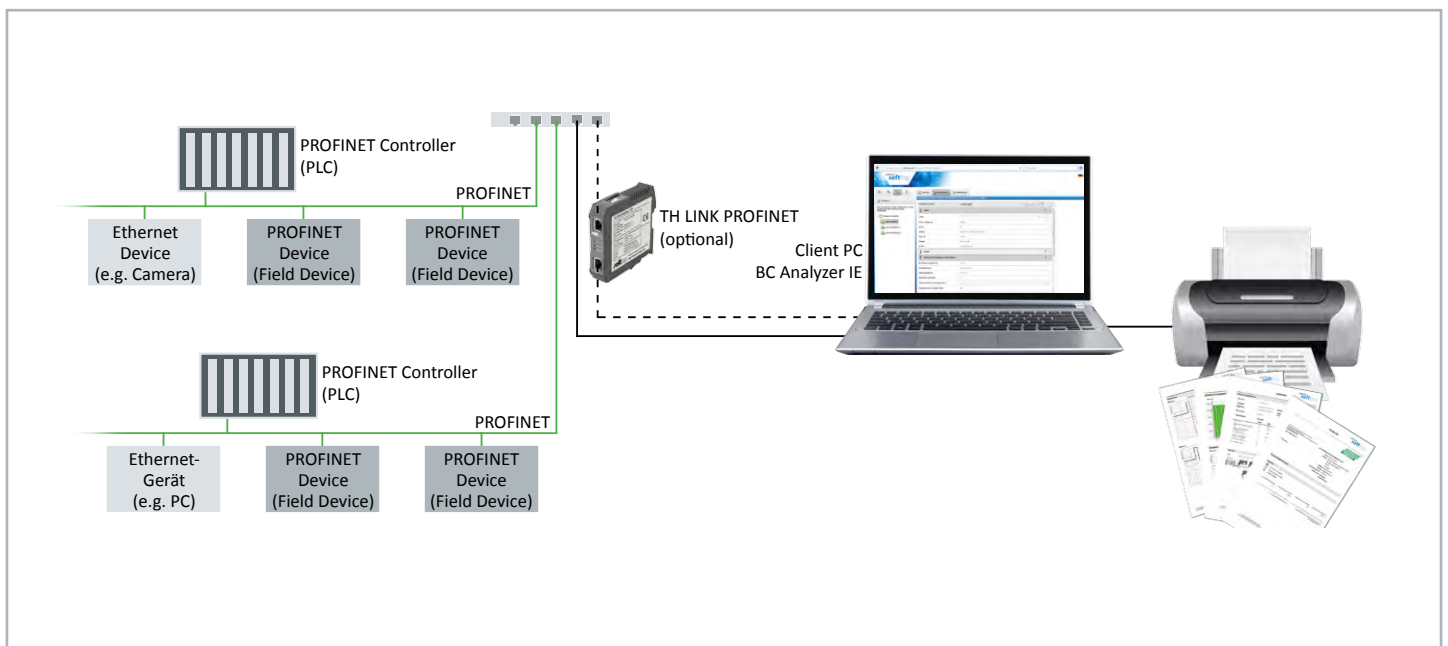 PROFINET Controller
(PLC)
PROFINET
Ethernet
Device
(e.g. Camera)
PROFINET
Device
(Field Device)
PROFINET
Device
(Field Device)
TH LINK PROFINET
(optional)
Client PC
BC Analyzer IE
PROFINET Controller
(PLC)
PROFINET
Ethernet-
Gerät
(e.g. PC)
PROFINET
Device
(Field Device)
PROFINET
Device
(Field Device)